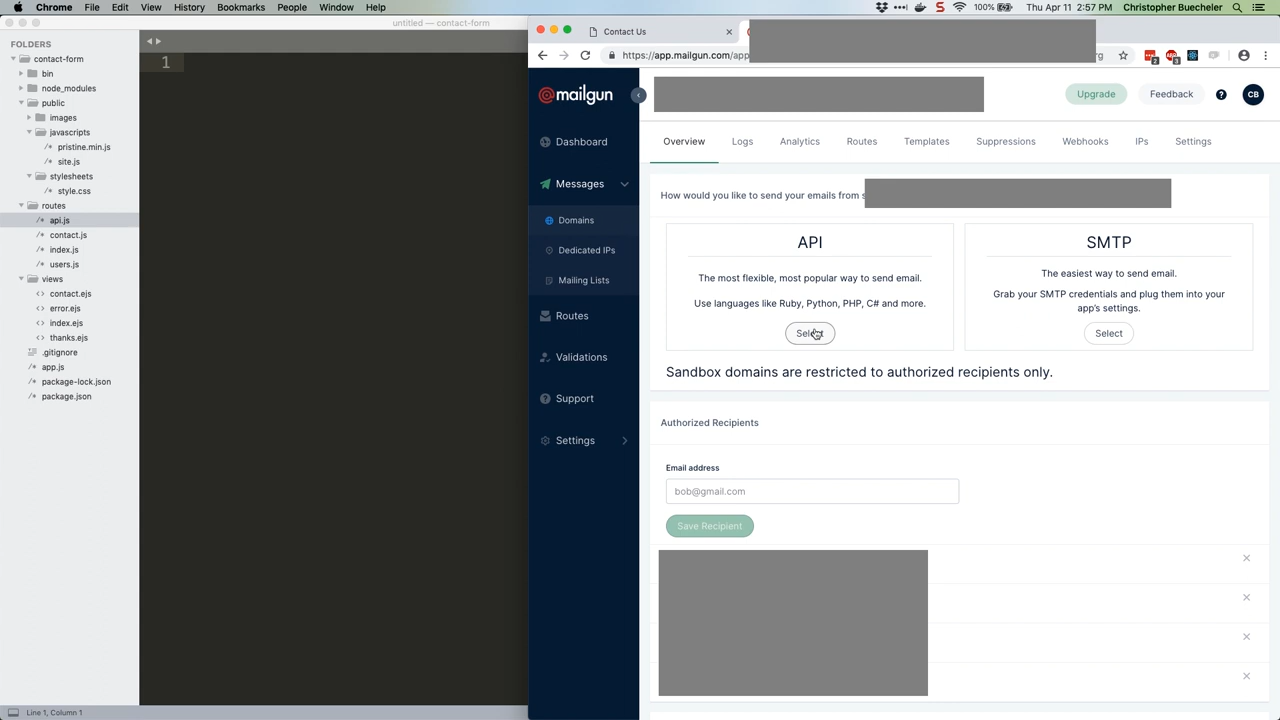 Chrome File Edit View History Bookmarks People Window Help
100% Thu Apr 11 2:57 PM Christopher Buecheler
untitled — contact-form
FOLDERS
contact-form
bin
node_modules
public
images
javascripts
pristine.min.js
site.js
stylesheets
style.css
routes
api.js
contact.js
index.js
users.js
views
contact.ejs
error.ejs
index.ejs
thanks.ejs
.gitignore
app.js
package-lock.json
package.json
1
Line 1, Column 1
Contact Us
https://app.mailgun.com/app
rg
2
3
mailgun
Upgrade
Feedback
?
CB
Dashboard
Messages
Domains
Dedicated IPs
Mailing Lists
Routes
Validations
Support
Settings
Overview Logs Analytics Routes Templates Suppressions Webhooks IPs Settings
How would you like to send your emails from s
API
The most flexible, most popular way to send email.
Use languages like Ruby, Python, PHP, C# and more.
Select
SMTP
The easiest way to send email.
Grab your SMTP credentials and plug them into your
app's settings.
Select
Sandbox domains are restricted to authorized recipients only.
Authorized Recipients
Email address
bob@gmail.com
Save Recipient